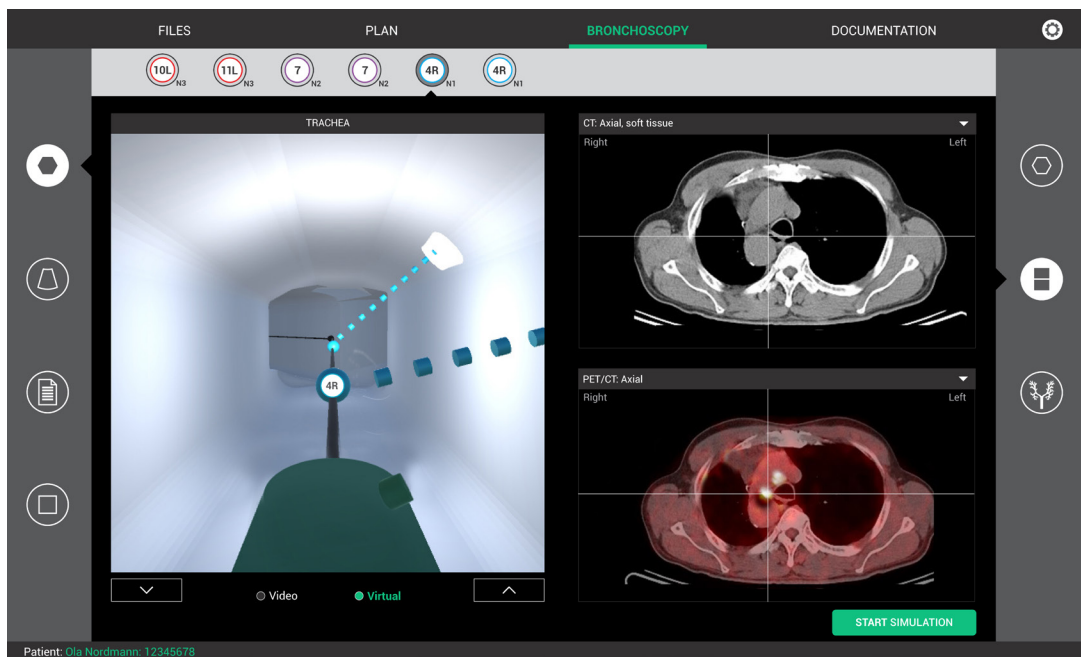 FILES PLAN BRONCHOSCOPY DOCUMENTATION
10L N3 11L N3 7 N2 7 N2 4R N1 4R N1
TRACHEA
4R
Video Virtual
CT: Axial, soft tissue
Right Left
PET/CT: Axial
Right Left
START SIMULATION
Patient: Ola Nordmann: 12345678